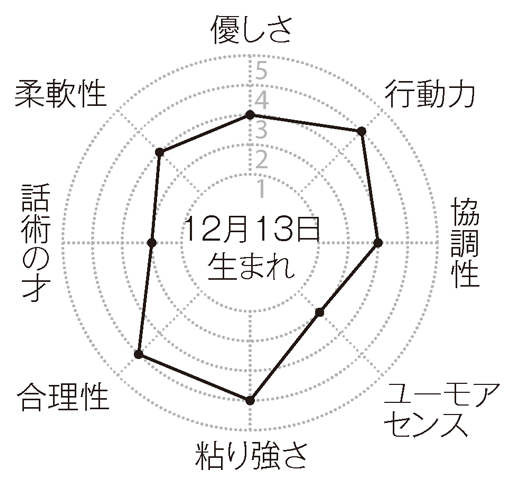 優しさ
柔軟性
行動力
5
4
3
2
1
話術の才
12月13日
生まれ
協調性
合理性
ユーモア
センス
粘り強さ